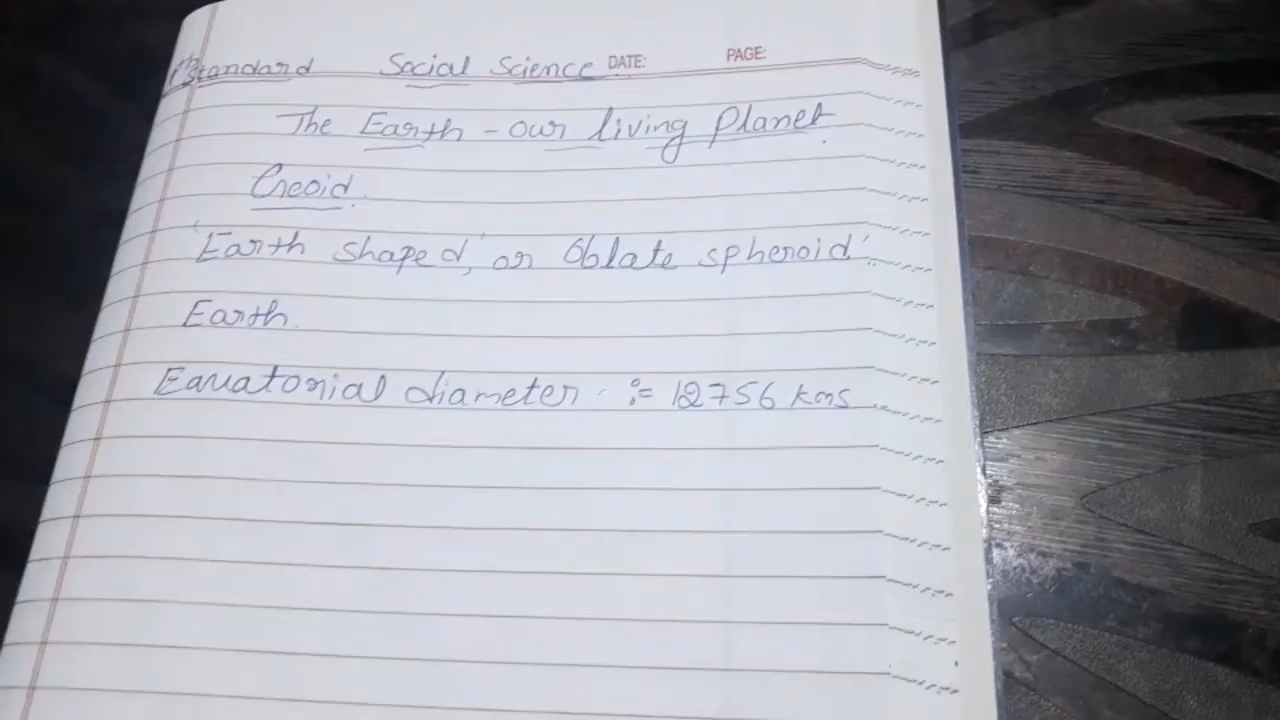 Standard Social Science DATE: PAGE:
The Earth - our living Planet.
Geoid.
'Earth shaped' or Oblate spheroid'.
Earth.
Equatorial diameter := 12756 kms